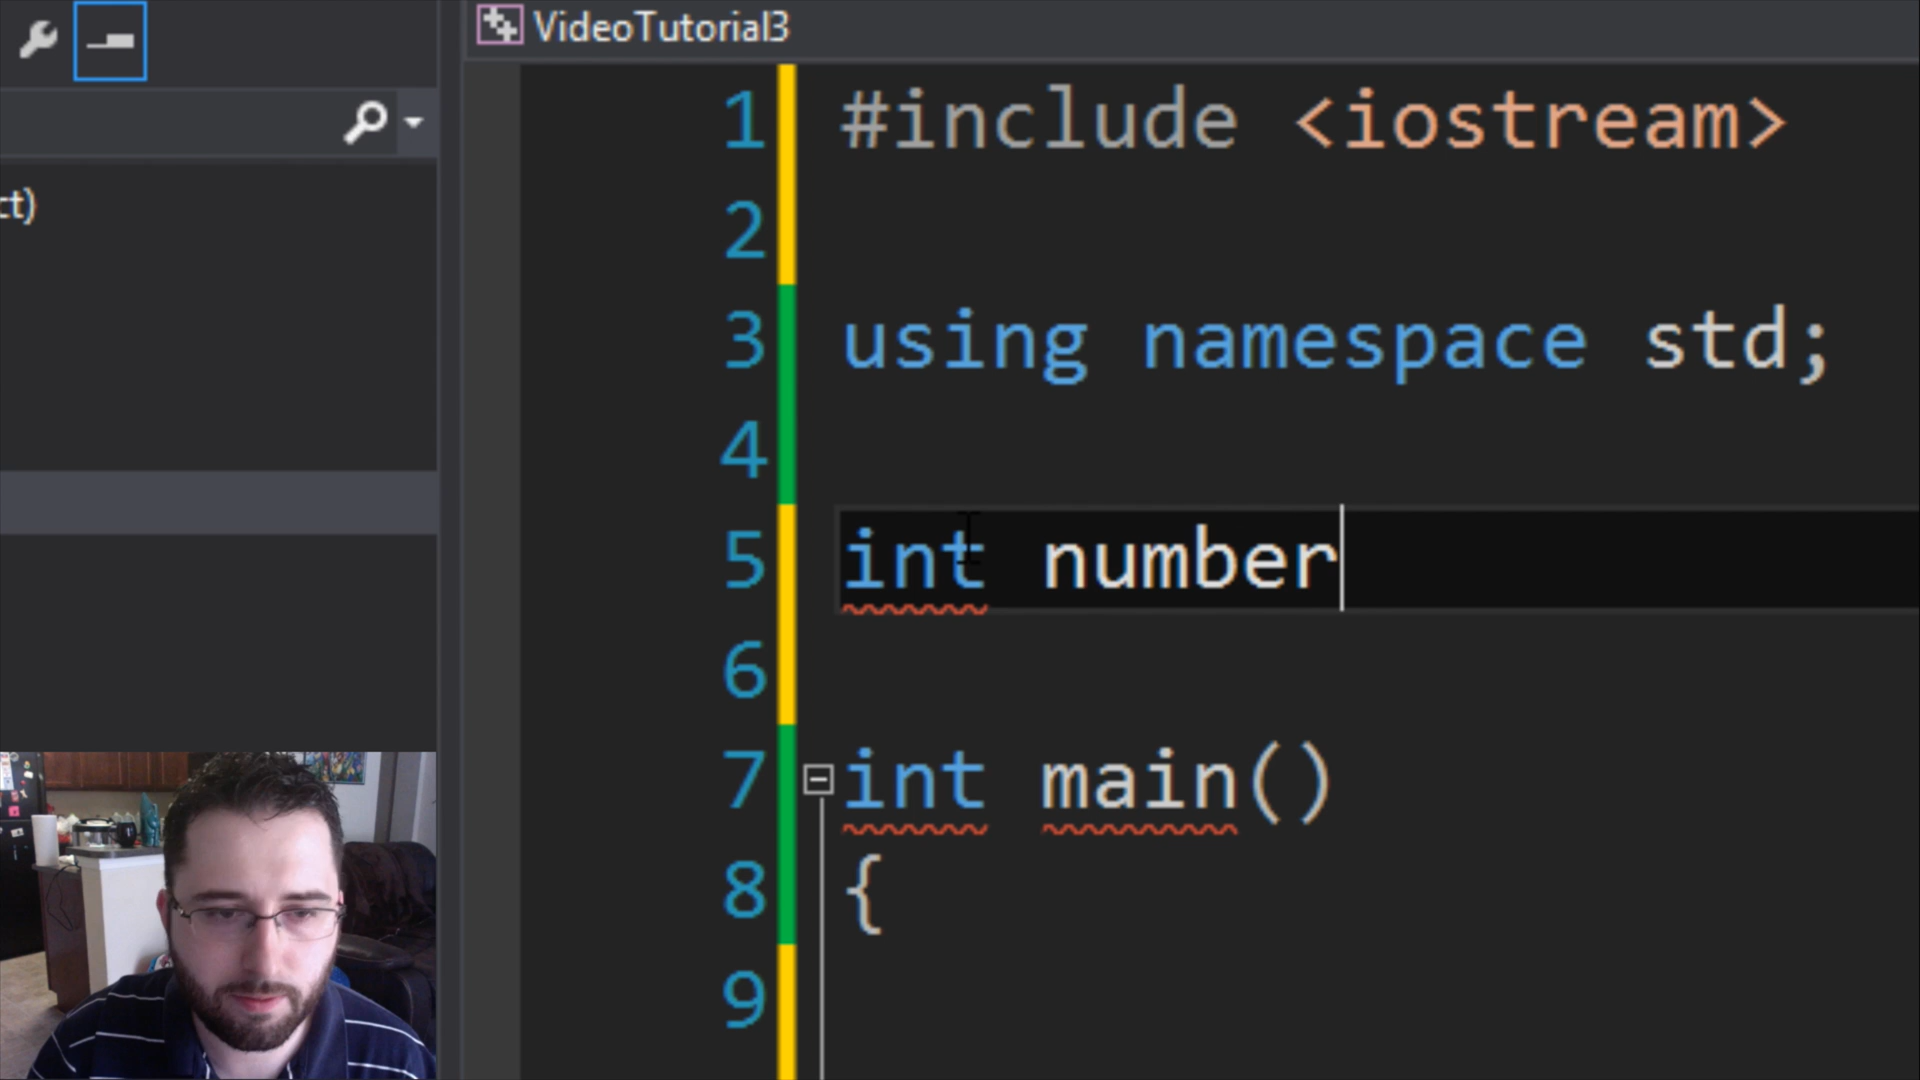 VideoTutorial3
1 #include <iostream>
2
ct)
3 using namespace std;
4
5 int number
6
7 int main()
8 {
9